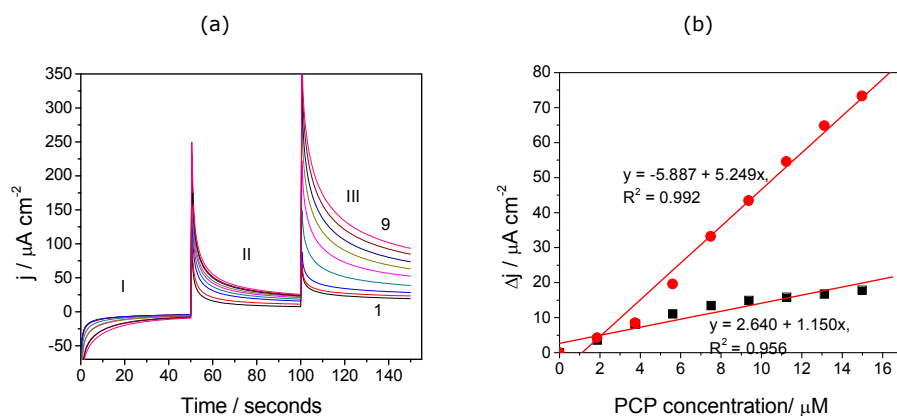 (a)
350
300
250
200
150
100
50
0
-50
0 20 40 60 80 100 120 140
j / μA cm-2
Time / seconds
I
II
III
9
1
(b)
80
70
60
50
40
30
20
10
0
0 2 4 6 8 10 12 14 16
Δj / μA cm-2
PCP concentration/ μM
y = -5.887 + 5.249x,
R2 = 0.992
y = 2.640 + 1.150x,
R2 = 0.956